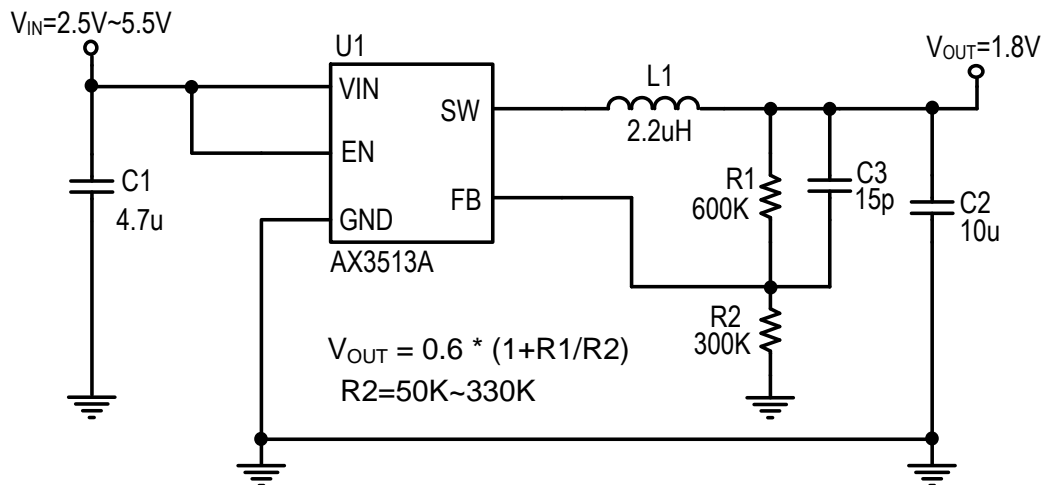 V_IN=2.5V~5.5V
U1
V_OUT=1.8V
VIN
EN
GND
SW
FB
AX3513A
L1
2.2uH
C1
4.7u
R1
600K
C3
15p
C2
10u
R2
300K
V_OUT = 0.6 * (1+R1/R2)
R2=50K~330K